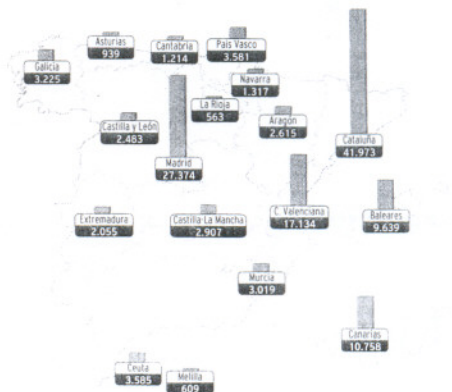 Asturias
939
Cantabria
1.214
País Vasco
3.581
Galicia
3.225
Navarra
1.317
La Rioja
563
Castilla y León
2.483
Aragón
2.615
Cataluña
41.973
Madrid
27.374
Extremadura
2.055
Castilla-La Mancha
2.907
C. Valenciana
17.134
Baleares
9.639
Murcia
3.019
Canarias
10.758
Ceuta
3.585
Melilla
609